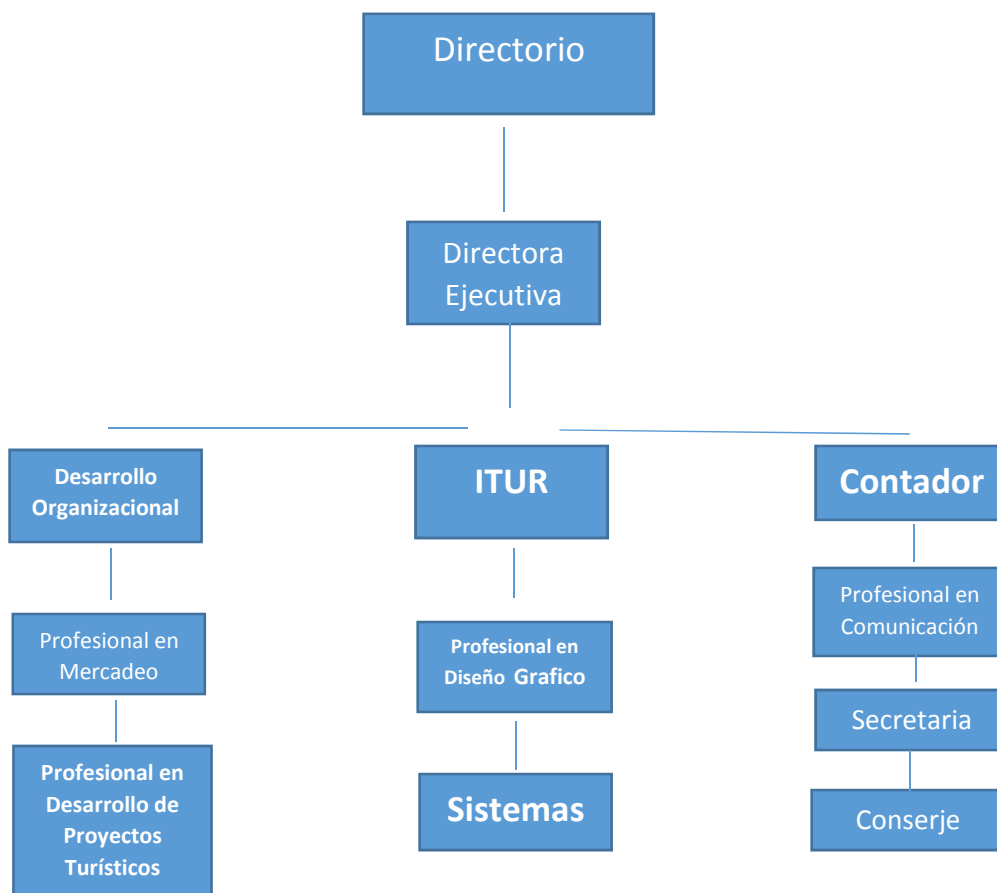 Directorio
Directora
Ejecutiva
Desarrollo
Organizacional
ITUR
Contador
Profesional en
Mercadeo
Profesional en
Diseño Grafico
Profesional en
Comunicación
Profesional en
Desarrollo de
Proyectos
Turísticos
Sistemas
Secretaria
Conserje